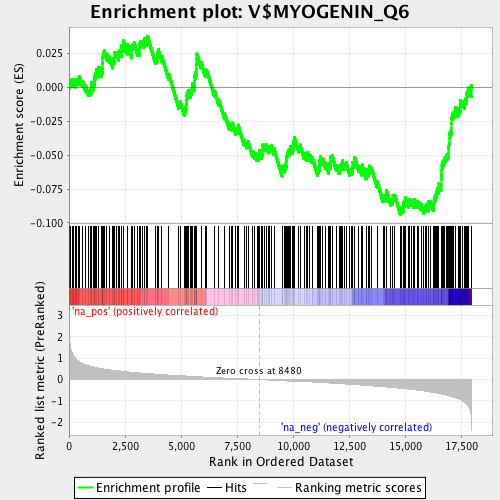 Enrichment plot: V$MYOGENIN_Q6
Enrichment score (ES)
0.025
0.000
-0.025
-0.050
-0.075
-0.100
'na_pos' (positively correlated)
Ranked list metric (PreRanked)
3
2
1
0
-1
-2
Zero cross at 8480
'na_neg' (negatively correlated)
0
2,500
5,000
7,500
10,000
12,500
15,000
17,500
Rank in Ordered Dataset
Enrichment profile
Hits
Ranking metric scores